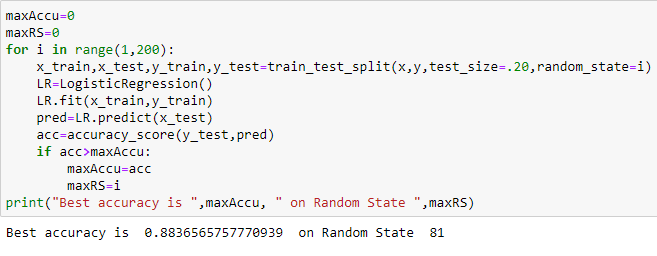 maxAccu=0
maxRS=0
for i in range(1,200):
    x_train,x_test,y_train,y_test=train_test_split(x,y,test_size=.20,random_state=i)
    LR=LogisticRegression()
    LR.fit(x_train,y_train)
    pred=LR.predict(x_test)
    acc=accuracy_score(y_test,pred)
    if acc>maxAccu:
        maxAccu=acc
        maxRS=i
print("Best accuracy is ",maxAccu, " on Random State ",maxRS)
Best accuracy is  0.8836565757770939  on Random State  81